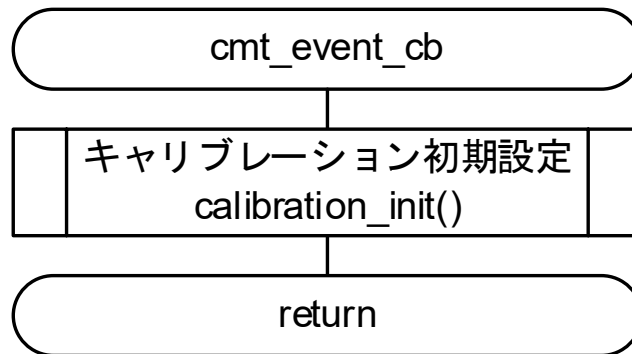 cmt_event_cb
キャリブレーション初期設定
calibration_init()
return